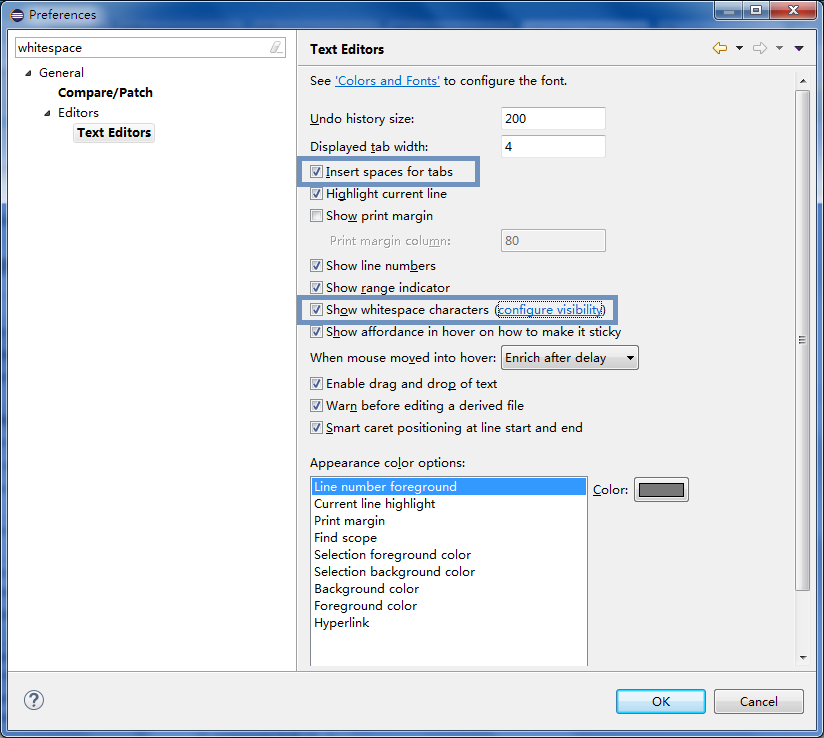 Preferences
whitespace
General
Compare/Patch
Editors
Text Editors
Text Editors
See 'Colors and Fonts' to configure the font.
Undo history size: 200
Displayed tab width: 4
Insert spaces for tabs
Highlight current line
Show print margin
Print margin column: 80
Show line numbers
Show range indicator
Show whitespace characters (configure visibility)
Show affordance in hover on how to make it sticky
When mouse moved into hover: Enrich after delay
Enable drag and drop of text
Warn before editing a derived file
Smart caret positioning at line start and end
Appearance color options:
Line number foreground
Color:
Current line highlight
Print margin
Find scope
Selection foreground color
Selection background color
Background color
Foreground color
Hyperlink
?
OK Cancel